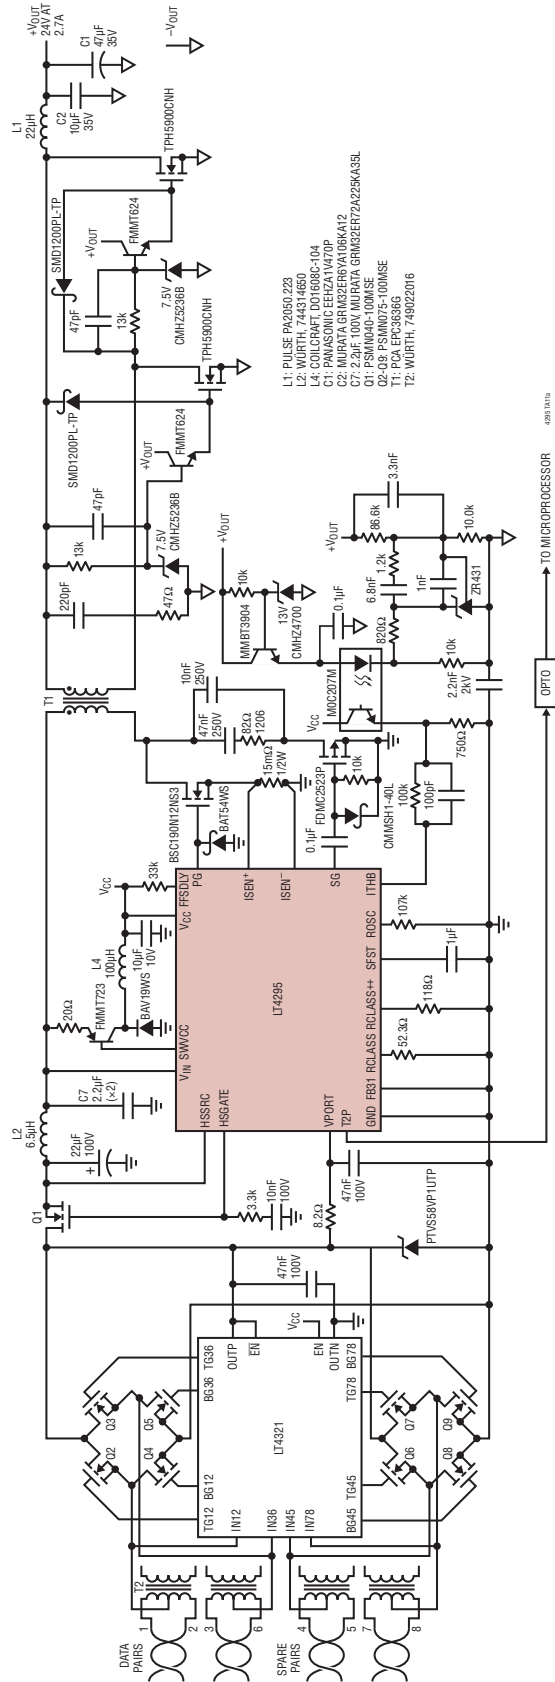 DATA
PAIRS
1
2
3
6
SPARE
PAIRS
4
5
7
8
T2
Q2
Q3
Q4
Q5
Q6
Q7
Q8
Q9
TG12
BG12
BG36
TG36
IN12
IN36
IN45
IN78
BG45
TG45
TG78
BG78
OUTP
EN
EN
OUTN
LT4321
VCC
47nF
100V
Q1
3.3k
10nF
100V
8.2Ω
47nF
100V
PTVS58VP1UTP
22µF
100V
+
L2
6.5µH
C7
2.2µF
(×2)
20Ω
FMMT723
BAV19WS
L4
100µH
10µF
10V
VCC
33k
HSSRC
HSGATE
VIN
SWVCC
VCC
FFSDLY
PG
ISEN+
ISEN−
SG
ITHB
VPORT
T2P
GND
FB31
RCLASS
RCLASS++
SFST
ROSC
LT4295
52.3Ω
118Ω
1µF
107k
BSC190N12NS3
BAT54WS
15mΩ
1/2W
47nF
250V
10nF
250V
82Ω
1206
FDMC2523P
0.1µF
10k
CMMSH1-40L
100k
100pF
750Ω
VCC
MOC207M
T1
220pF
13k
47pF
47Ω
7.5V
CMHZ5236B
MMBT3904
10k
13V
CMHZ4700
0.1µF
+VOUT
820Ω
10k
2.2nF
2kV
6.8nF
1.2k
86.6k
3.3nF
1nF
ZR431
10.0k
+VOUT
SMD1200PL-TP
+VOUT
FMMT624
TPH5900CNH
47pF
13k
SMD1200PL-TP
+VOUT
FMMT624
7.5V
CMHZ5236B
TPH5900CNH
L1
22µH
C2
10µF
35V
C1
47µF
35V
+VOUT
24V AT
2.7A
−VOUT
L1: PULSE PA2050.223
L2: WÜRTH, 744314650
L4: COILCRAFT, DO1608C-104
C1: PANASONIC EEHZA1V470P
C2: MURATA GRM32ER6YA106KA12
C7: 2.2µF, 100V, MURATA GRM32ER72A225KA35L
Q1: PSMN040-100MSE
Q2-Q9: PSMN075-100MSE
T1: PCA EPC3636G
T2: WÜRTH, 749022016
OPTO
TO MICROPROCESSOR
4295 TA11a